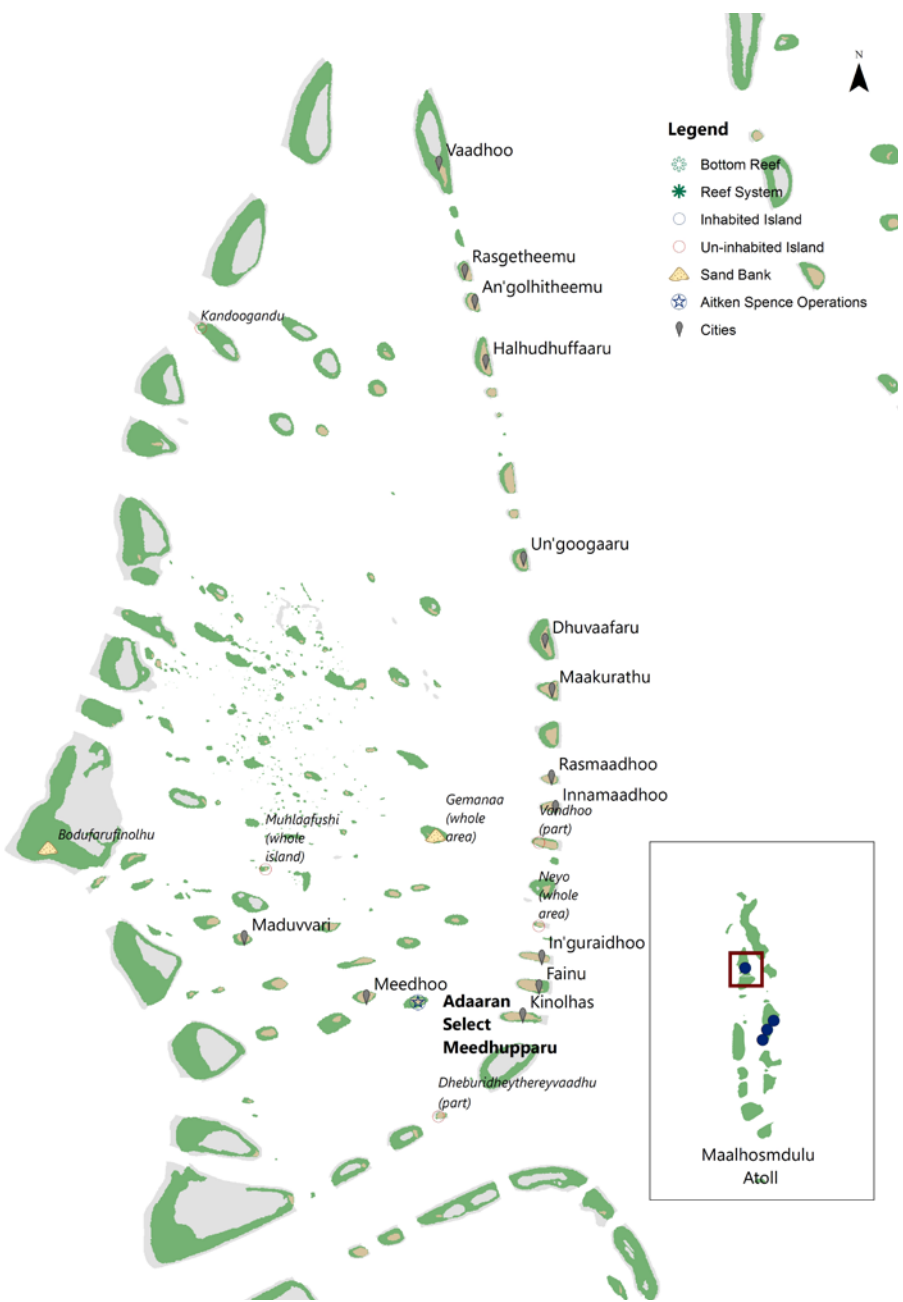 N
Legend
Bottom Reef
Reef System
Inhabited Island
Un-inhabited Island
Sand Bank
Aitken Spence Operations
Cities
Vaadhoo
Rasgetheemu
An'golhitheemu
Kandoogandu
Halhudhuffaaru
Un'googaaru
Dhuvaafaru
Maakurathu
Rasmaadhoo
Innamaadhoo
Vandhoo
(part)
Gemanaa
(whole
area)
Muhlaafushi
(whole
island)
Bodufarufinolhu
Neyo
(whole
area)
Maduvvari
In'guraidhoo
Fainu
Meedhoo
Kinolhas
Adaaran
Select
Meedhupparu
Dheburidheythereyvaadhu
(part)
Maalhosmdulu
Atoll